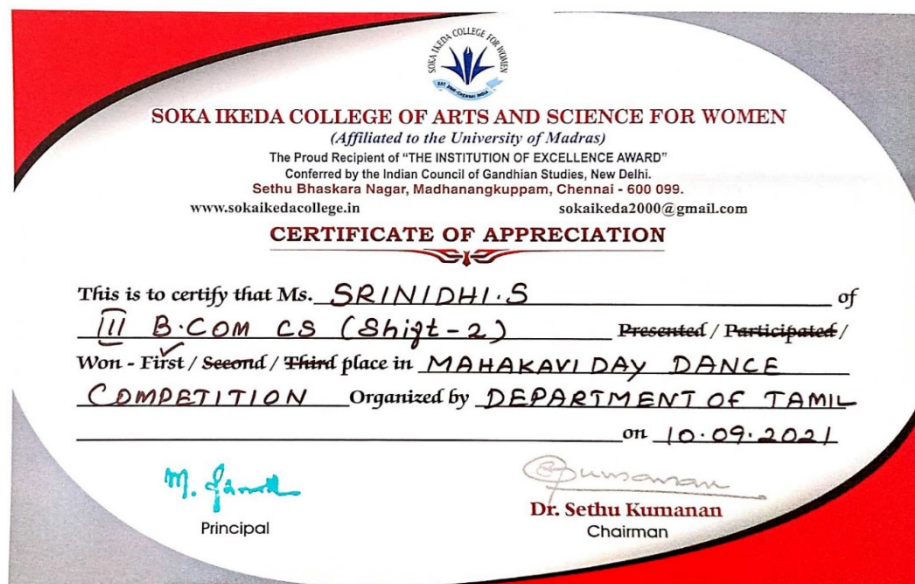 SOKA IKEDA COLLEGE FOR WOMEN
SOKA IKEDA COLLEGE OF ARTS AND SCIENCE FOR WOMEN
(Affiliated to the University of Madras)
The Proud Recipient of "THE INSTITUTION OF EXCELLENCE AWARD"
Conferred by the Indian Council of Gandhian Studies, New Delhi.
Sethu Bhaskara Nagar, Madhanangkuppam, Chennai - 600 099.
www.sokaikedacollege.in sokaikeda2000@gmail.com
CERTIFICATE OF APPRECIATION
This is to certify that Ms. SRINIDHI.S of
III B.COM CS (Shift-2) Presented / Participated /
Won - First / Second / Third place in MAHAKAVI DAY DANCE
COMPETITION Organized by DEPARTMENT OF TAMIL
on 10.09.2021
Principal
Dr. Sethu Kumanan
Chairman